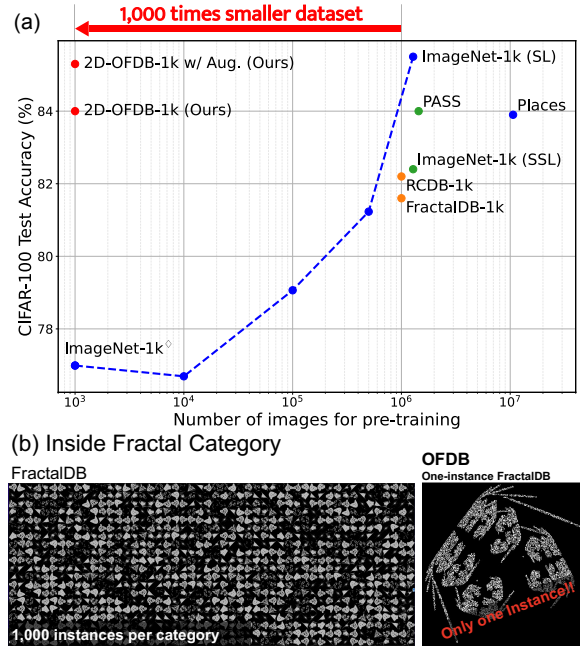 1,000 times smaller dataset
(a)
2D-OFDB-1k w/ Aug. (Ours)
ImageNet-1k (SL)
2D-OFDB-1k (Ours)
PASS
Places
ImageNet-1k (SSL)
RCDB-1k
FractalDB-1k
ImageNet-1k◇
CIFAR-100 Test Accuracy (%)
84
82
80
78
10³
10⁴
10⁵
10⁶
10⁷
Number of images for pre-training
(b) Inside Fractal Category
FractalDB
1,000 instances per category
OFDB
One-instance FractalDB
Only one instance!!